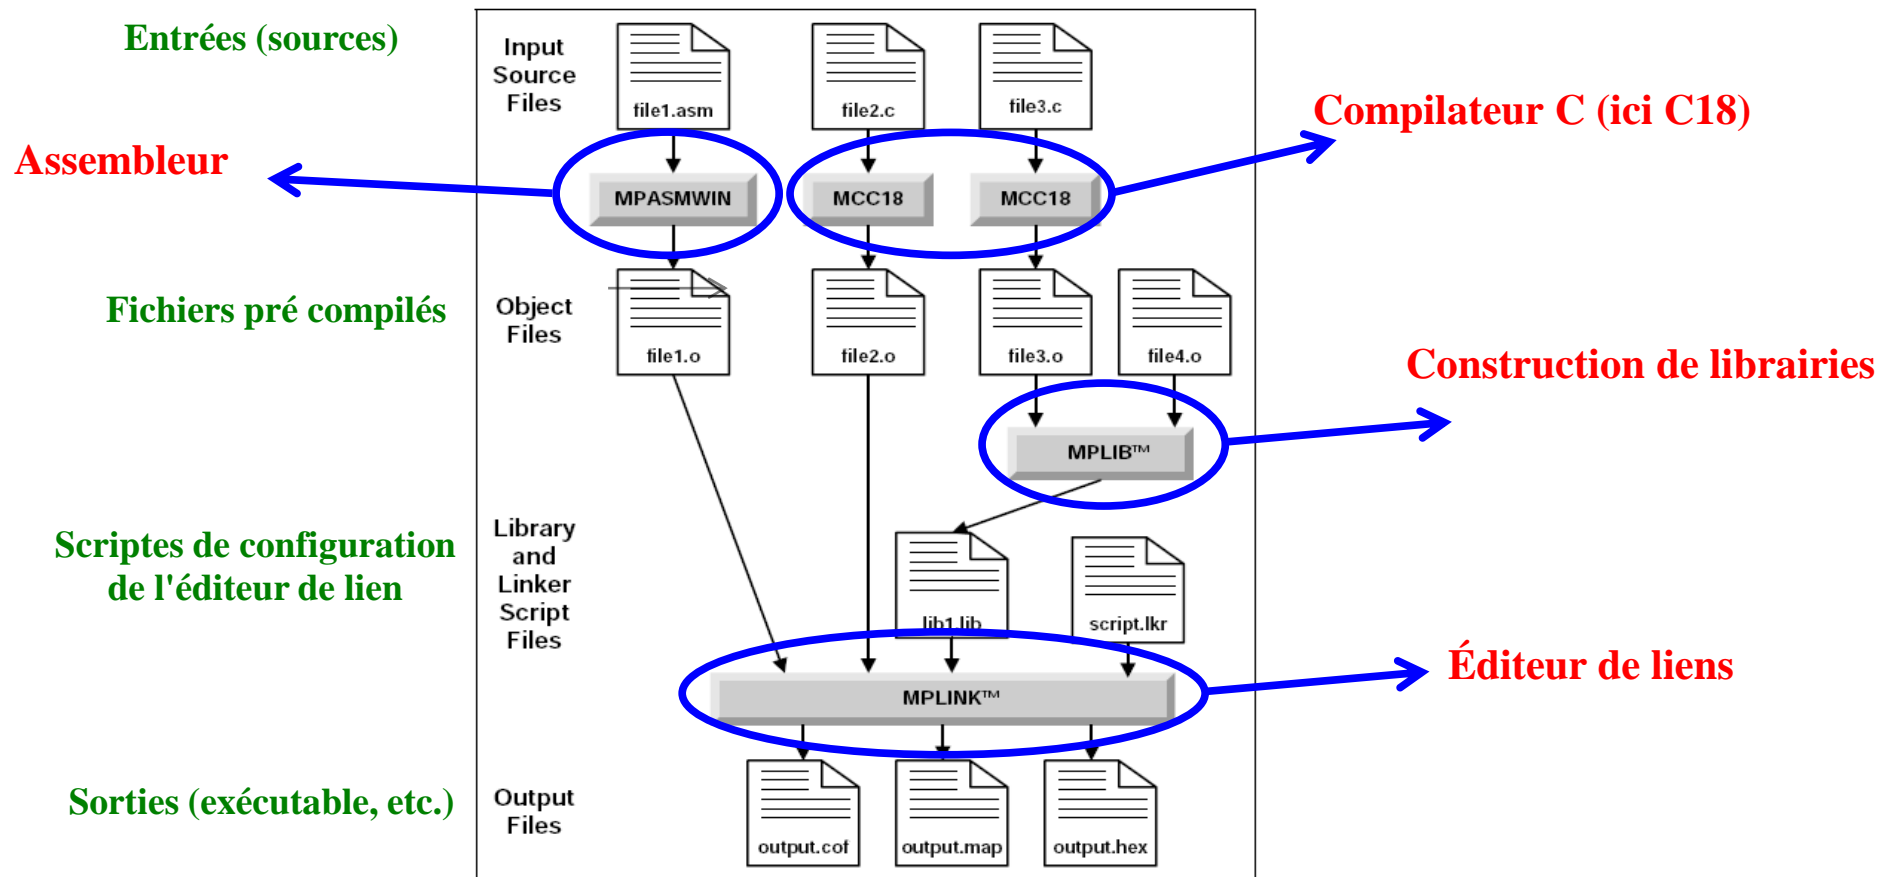 Entrées (sources)
Input
Source
Files
file1.asm
file2.c
file3.c
Compilateur C (ici C18)
Assembleur
MPASMWIN
MCC18
MCC18
Fichiers pré compilés
Object
Files
file1.o
file2.o
file3.o
file4.o
Construction de librairies
MPLIB™
Scriptes de configuration
de l'éditeur de lien
Library
and
Linker
Script
Files
lib1.lib
script.lkr
Éditeur de liens
MPLINK™
Sorties (exécutable, etc.)
Output
Files
output.cof
output.map
output.hex